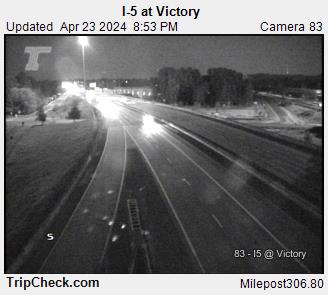 I-5 at Victory
Updated Apr 23 2024 8:53 PM Camera 83
T
S
83 - I5 @ Victory
TripCheck.com Milepost306.80